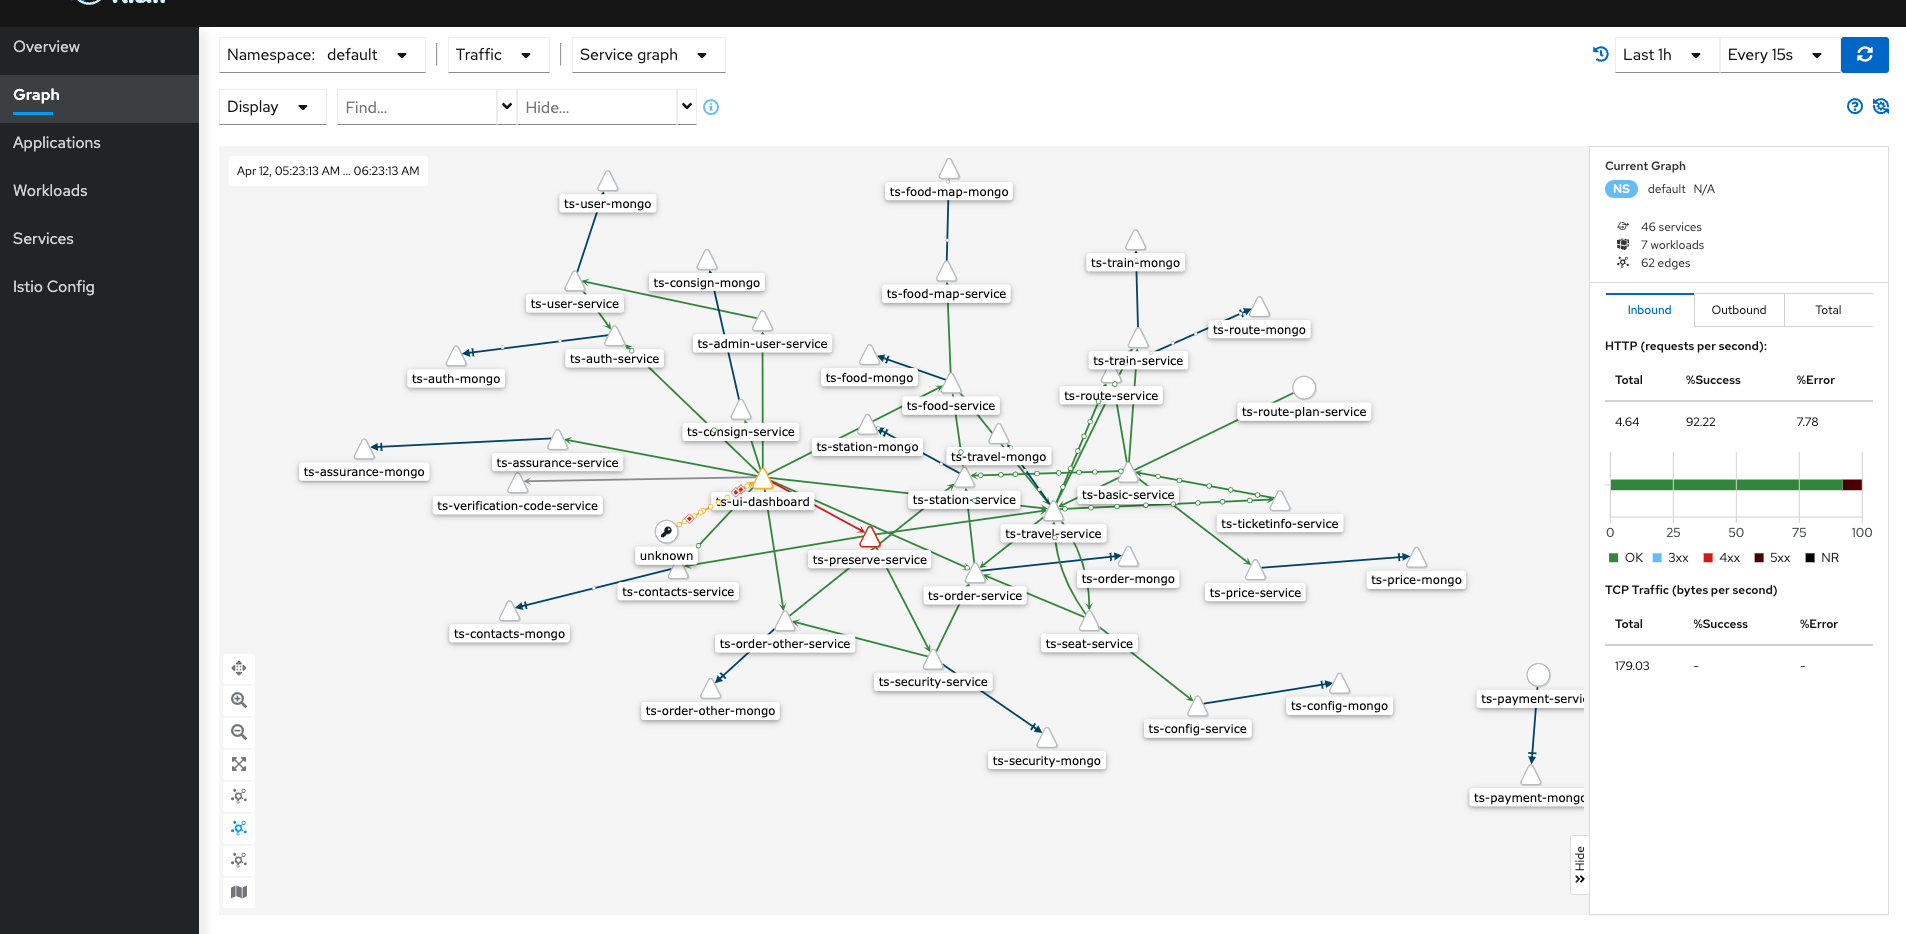 Overview
Graph
Applications
Workloads
Services
Istio Config
Namespace: default
Traffic
Service graph
Last 1h
Every 15s
Display
Find...
Hide...
Apr 12, 05:23:13 AM ... 06:23:13 AM
ts-user-mongo
ts-food-map-mongo
ts-train-mongo
ts-consign-mongo
ts-food-map-service
ts-user-service
ts-route-mongo
ts-admin-user-service
ts-auth-service
ts-train-service
ts-auth-mongo
ts-food-mongo
ts-route-service
ts-food-service
ts-route-plan-service
ts-consign-service
ts-station-mongo
ts-travel-mongo
ts-assurance-service
ts-assurance-mongo
ts-basic-service
ts-station-service
ts-ui-dashboard
ts-verification-code-service
ts-ticketinfo-service
ts-travel-service
unknown
ts-preserve-service
ts-order-mongo
ts-price-mongo
ts-contacts-service
ts-price-service
ts-order-service
ts-contacts-mongo
ts-order-other-service
ts-seat-service
ts-security-service
ts-payment-servi
ts-config-mongo
ts-order-other-mongo
ts-config-service
ts-security-mongo
ts-payment-mongo
Hide
Current Graph
NS default N/A
46 services
7 workloads
62 edges
Inbound Outbound Total
HTTP (requests per second):
Total %Success %Error
4.64 92.22 7.78
0 25 50 75 100
OK 3xx 4xx 5xx NR
TCP Traffic (bytes per second)
Total %Success %Error
179.03 - -